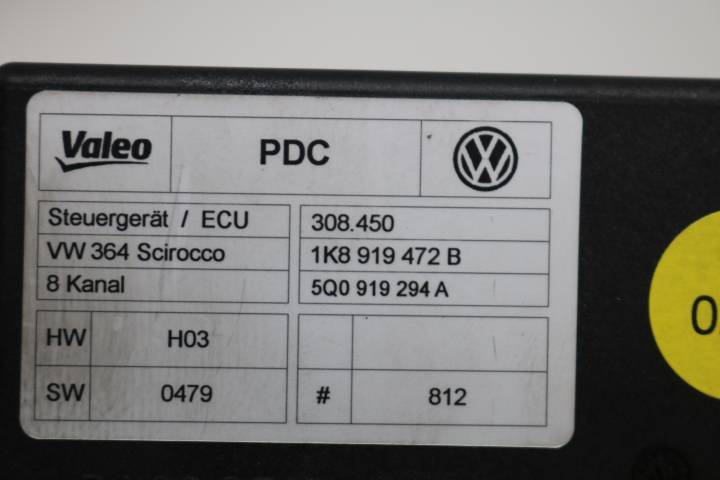 Valeo PDC
Steuergerät / ECU 308.450
VW 364 Scirocco 1K8 919 472 B
8 Kanal 5Q0 919 294 A
HW H03
SW 0479 # 812
0